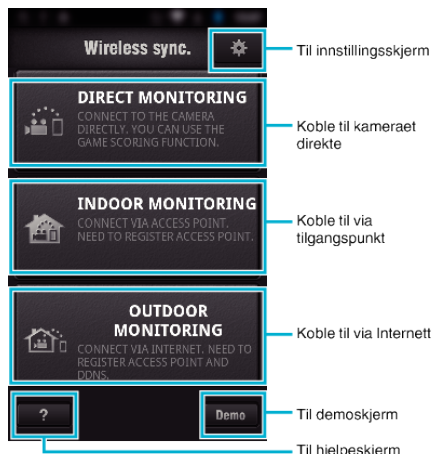 Wireless sync.
Til innstillingsskjerm
DIRECT MONITORING
CONNECT TO THE CAMERA
DIRECTLY. YOU CAN USE THE
GAME SCORING FUNCTION.
Koble til kameraet
direkte
INDOOR MONITORING
CONNECT VIA ACCESS POINT.
NEED TO REGISTER ACCESS POINT.
Koble til via
tilgangspunkt
OUTDOOR
MONITORING
CONNECT VIA INTERNET. NEED TO
REGISTER ACCESS POINT AND
DDNS.
Koble til via Internett
?
Demo
Til demoskjerm
Til hjelpeskjerm